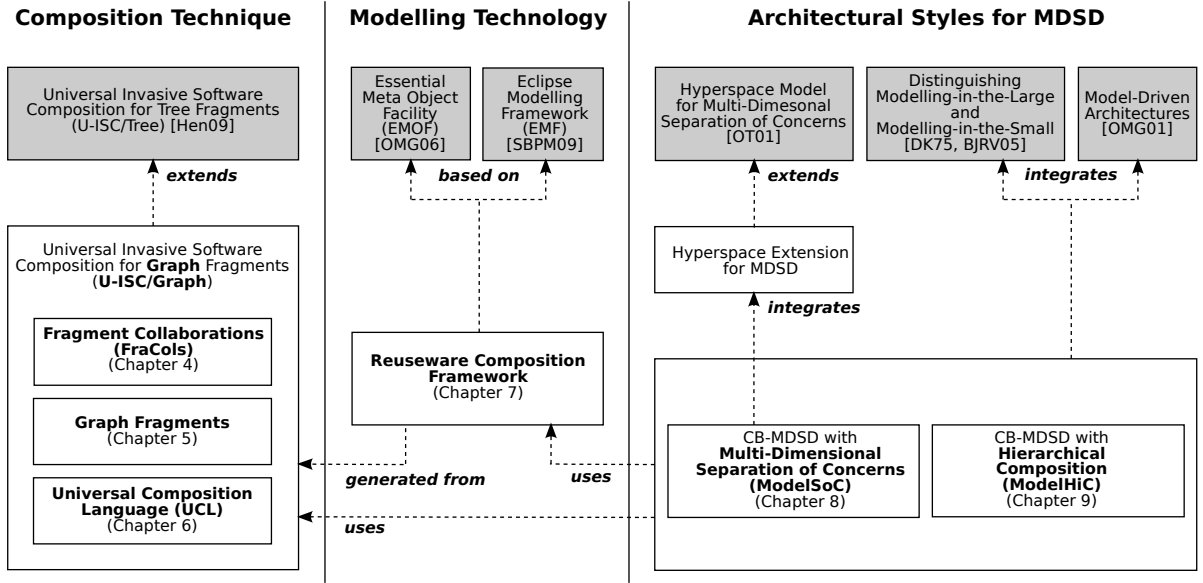 Composition Technique
Universal Invasive Software
Composition for Tree Fragments
(U-ISC/Tree) [Hen09]
extends
Universal Invasive Software
Composition for Graph Fragments
(U-ISC/Graph)
Fragment Collaborations
(FraCols)
(Chapter 4)
Graph Fragments
(Chapter 5)
Universal Composition
Language (UCL)
(Chapter 6)
Modelling Technology
Essential
Meta Object
Facility
(EMOF)
[OMG06]
Eclipse
Modelling
Framework
(EMF)
[SBPM09]
based on
Reuseware Composition
Framework
(Chapter 7)
generated from
uses
uses
Architectural Styles for MDSD
Hyperspace Model
for Multi-Dimesonal
Separation of Concerns
[OT01]
Distinguishing
Modelling-in-the-Large
and
Modelling-in-the-Small
[DK75, BJRV05]
Model-Driven
Architectures
[OMG01]
extends
integrates
Hyperspace Extension
for MDSD
integrates
CB-MDSD with
Multi-Dimensional
Separation of Concerns
(ModelSoC)
(Chapter 8)
CB-MDSD with
Hierarchical
Composition
(ModelHiC)
(Chapter 9)